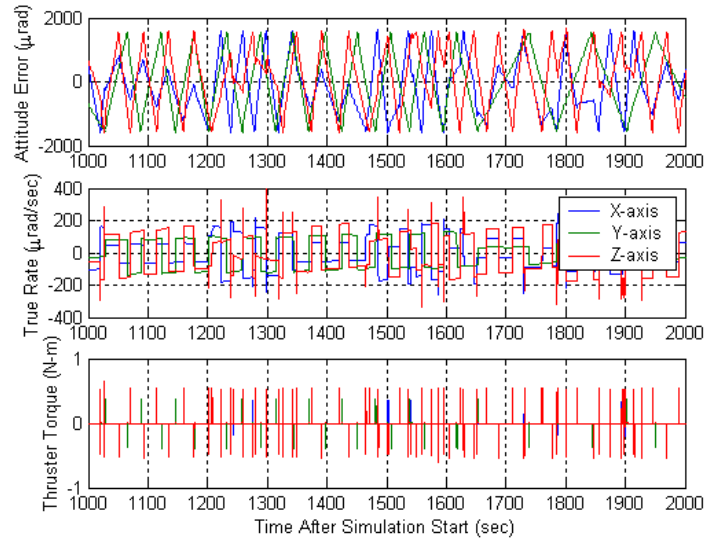 Attitude Error (μrad)
2000
0
-2000
1000 1100 1200 1300 1400 1500 1600 1700 1800 1900 2000
True Rate (μrad/sec)
400
200
0
-200
-400
X-axis
Y-axis
Z-axis
1000 1100 1200 1300 1400 1500 1600 1700 1800 1900 2000
Thruster Torque (N-m)
1
0
-1
1000 1100 1200 1300 1400 1500 1600 1700 1800 1900 2000
Time After Simulation Start (sec)